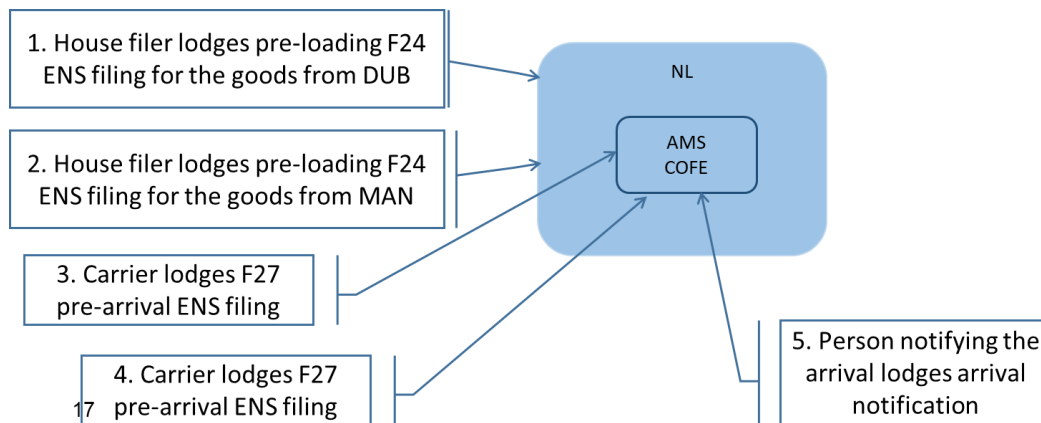 1. House filer lodges pre-loading F24
ENS filing for the goods from DUB
NL
AMS
COFE
2. House filer lodges pre-loading F24
ENS filing for the goods from MAN
3. Carrier lodges F27
pre-arrival ENS filing
4. Carrier lodges F27
pre-arrival ENS filing
17
5. Person notifying the
arrival lodges arrival
notification